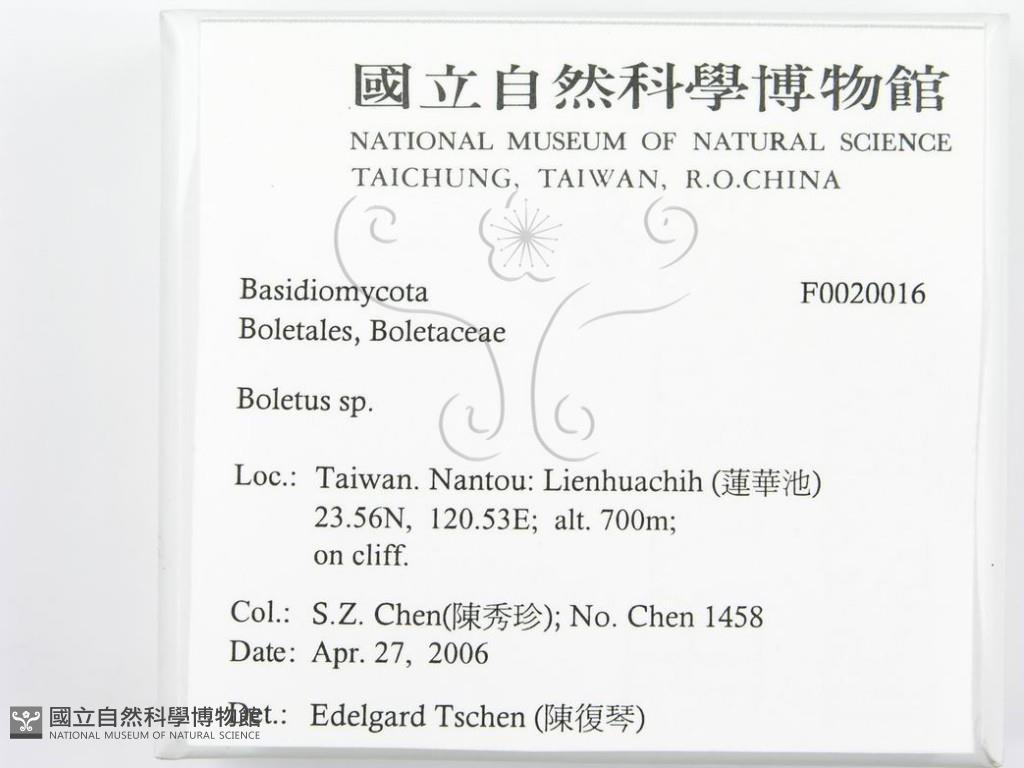 國立自然科學博物館
NATIONAL MUSEUM OF NATURAL SCIENCE
TAICHUNG, TAIWAN, R.O.CHINA
Basidiomycota F0020016
Boletales, Boletaceae
Boletus sp.
Loc.: Taiwan. Nantou: Lienhuachih (蓮華池)
23.56N, 120.53E; alt. 700m;
on cliff.
Col.: S.Z. Chen(陳秀珍); No. Chen 1458
Date: Apr. 27, 2006
Det.: Edelgard Tschen (陳復琴)
國立自然科學博物館
NATIONAL MUSEUM OF NATURAL SCIENCE